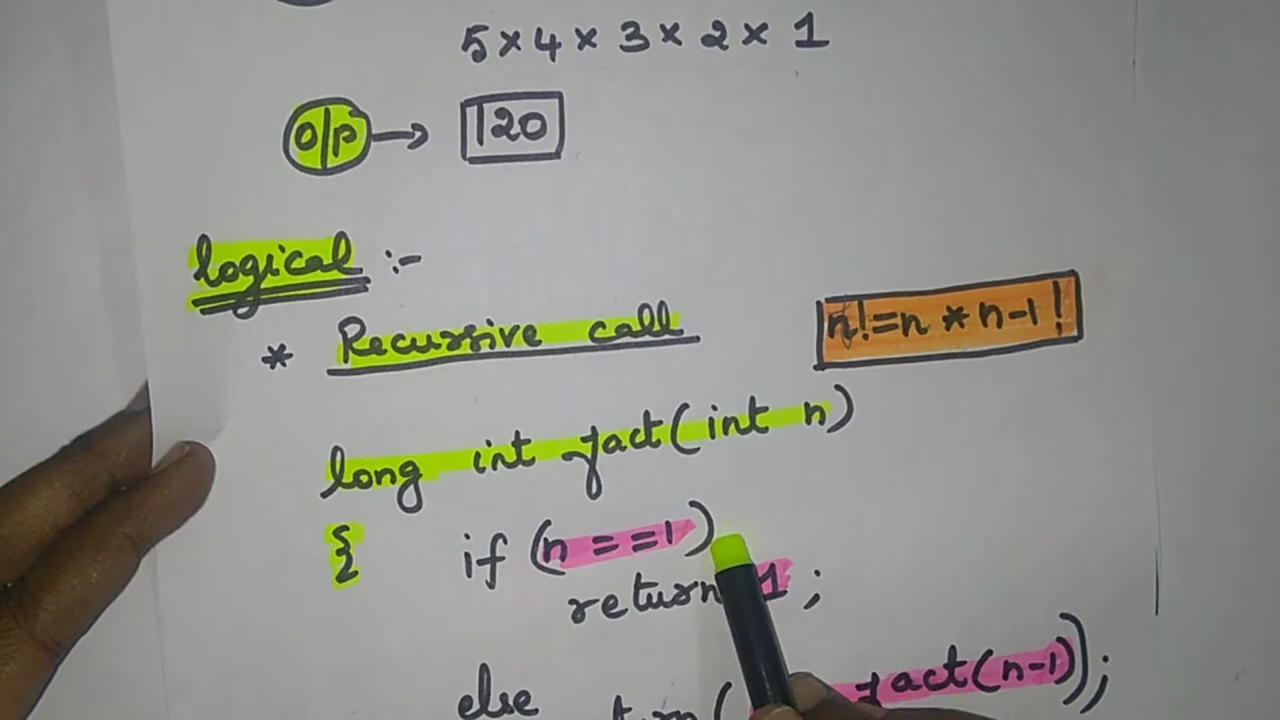 5 × 4 × 3 × 2 × 1
O/P → 120
logical :-
* Recursive call
n!=n * n-1!
long int fact(int n)
{ if (n ==1)
return 1 ;
else
fact(n-1));